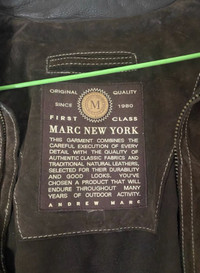 ORIGINAL QUALITY
SINCE M 1980
FIRST CLASS
MARC NEW YORK
THIS GARMENT COMBINES THE
CAREFUL EXECUTION OF EVERY
DETAIL WITH THE QUALITY OF
AUTHENTIC CLASSIC FABRICS AND
TRADITIONAL NATURAL LEATHERS,
SELECTED FOR THEIR DURABILITY
AND GOOD LOOKS. YOU'VE
CHOSEN A PRODUCT THAT WILL
ENDURE THROUGHOUT MANY
YEARS OF OUTDOOR ACTIVITY.
ANDREW MARC